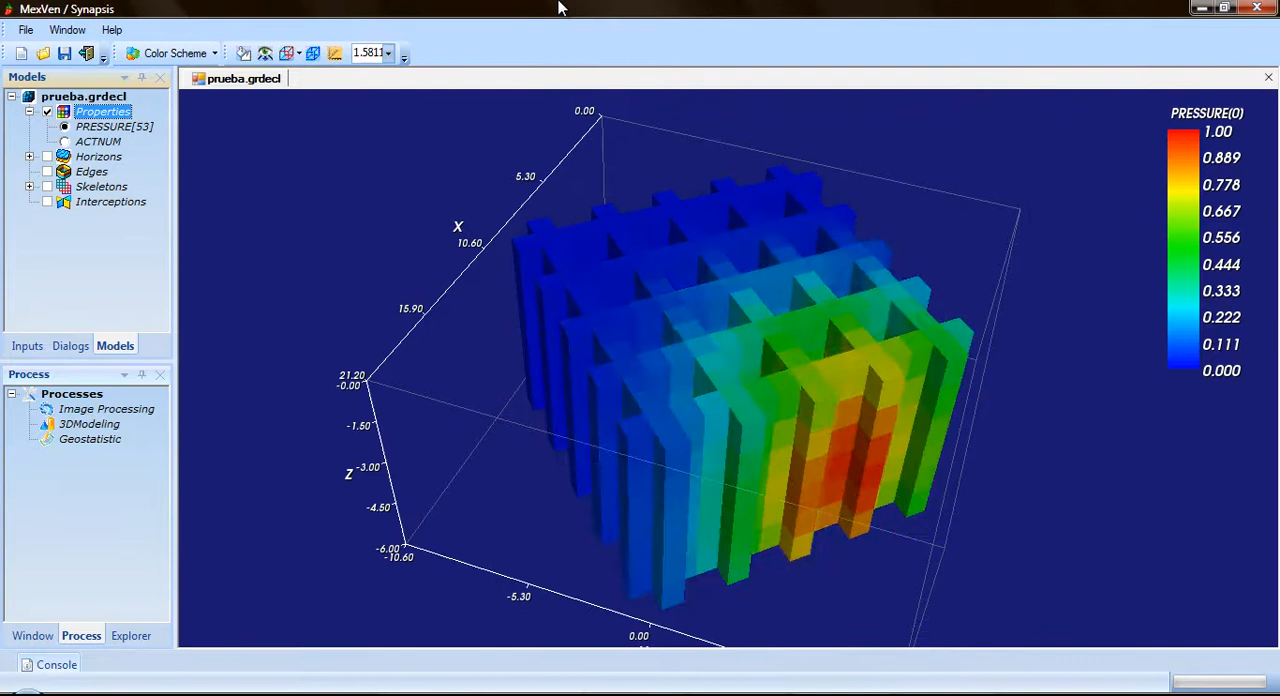 MexVen / Synapsis
File Window Help
Color Scheme
1.5811
Models
prueba.grdecl
Properties
PRESSURE[53]
ACTNUM
Horizons
Edges
Skeletons
Interceptions
Inputs Dialogs Models
Process
Processes
Image Processing
3DModeling
Geostatistic
Window Process Explorer
Console
prueba.grdecl
0.00
5.30
X
10.60
15.90
21.20
-0.00
-1.50
Z
-3.00
-4.50
-6.00
-10.60
-5.30
0.00
PRESSURE(0)
1.00
0.889
0.778
0.667
0.556
0.444
0.333
0.222
0.111
0.000